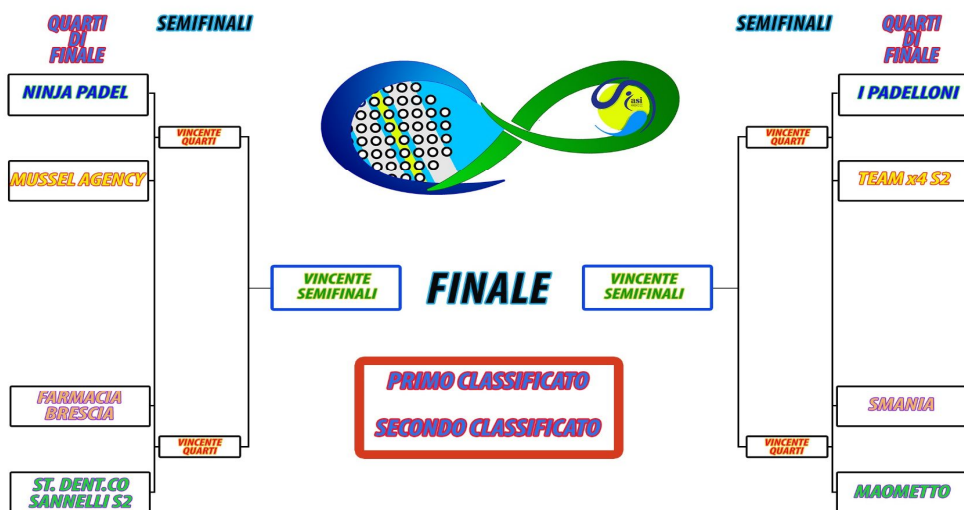 QUARTI
DI
FINALE
SEMIFINALI
SEMIFINALI
QUARTI
DI
FINALE
NINJA PADEL
I PADELLONI
VINCENTE
QUARTI
VINCENTE
QUARTI
MUSSEL AGENCY
TEAM x4 S2
asi
VINCENTE
SEMIFINALI
FINALE
VINCENTE
SEMIFINALI
PRIMO CLASSIFICATO
SECONDO CLASSIFICATO
FARMACIA
BRESCIA
SMANIA
VINCENTE
QUARTI
VINCENTE
QUARTI
ST. DENT.CO
SANNELLI S2
MAOMETTO